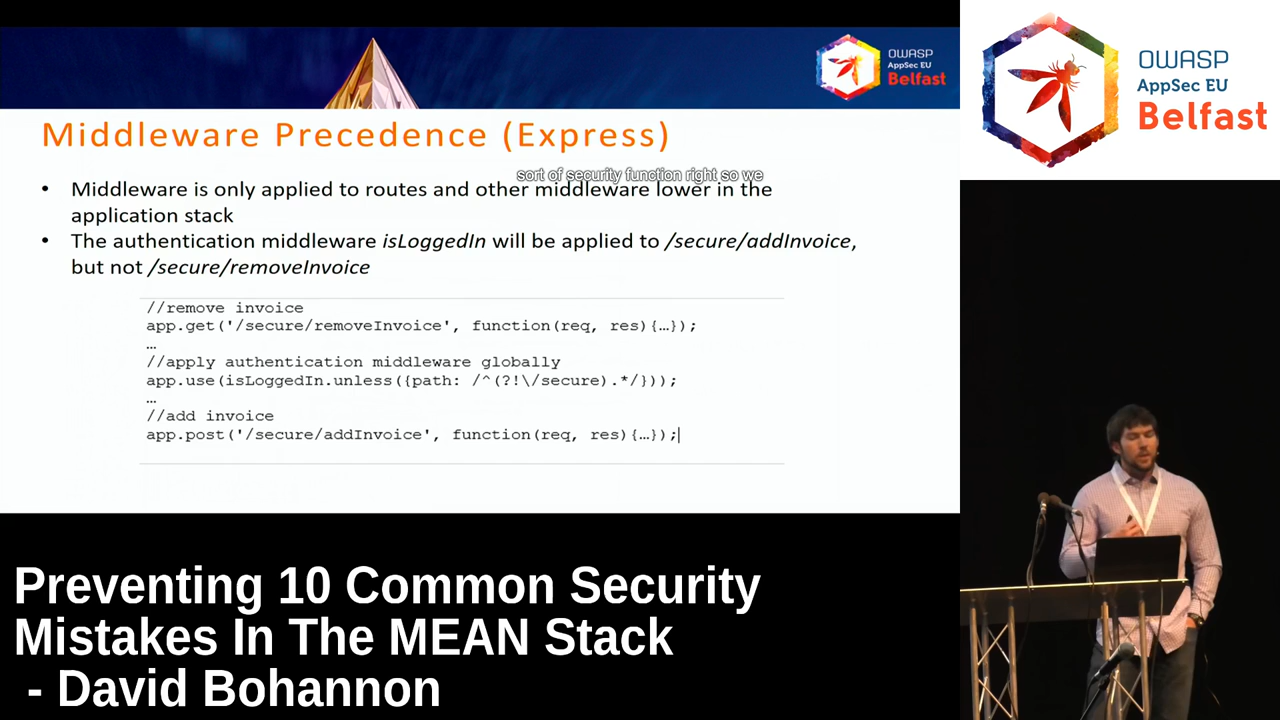 OWASP
AppSec EU
Belfast
OWASP
AppSec EU
Belfast
Middleware Precedence (Express)
sort of security function right so we
• Middleware is only applied to routes and other middleware lower in the
application stack
• The authentication middleware isLoggedIn will be applied to /secure/addInvoice,
but not /secure/removeInvoice
//remove invoice
app.get('/secure/removeInvoice', function(req, res){…});
…
//apply authentication middleware globally
app.use(isLoggedIn.unless({path: /^(?!\/secure).*/}));
…
//add invoice
app.post('/secure/addInvoice', function(req, res){…});
Preventing 10 Common Security
Mistakes In The MEAN Stack
- David Bohannon